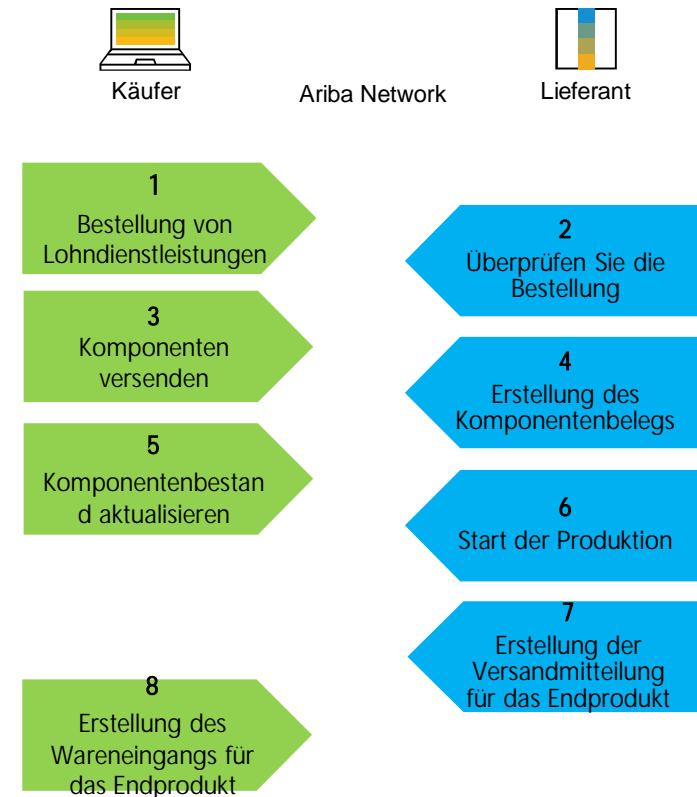 Käufer
Ariba Network
Lieferant
1
Bestellung von
Lohndienstleistungen
2
Überprüfen Sie die
Bestellung
3
Komponenten
versenden
4
Erstellung des
Komponentenbelegs
5
Komponentenbestan
d aktualisieren
6
Start der Produktion
7
Erstellung der
Versandmitteilung
für das Endprodukt
8
Erstellung des
Wareneingangs für
das Endprodukt